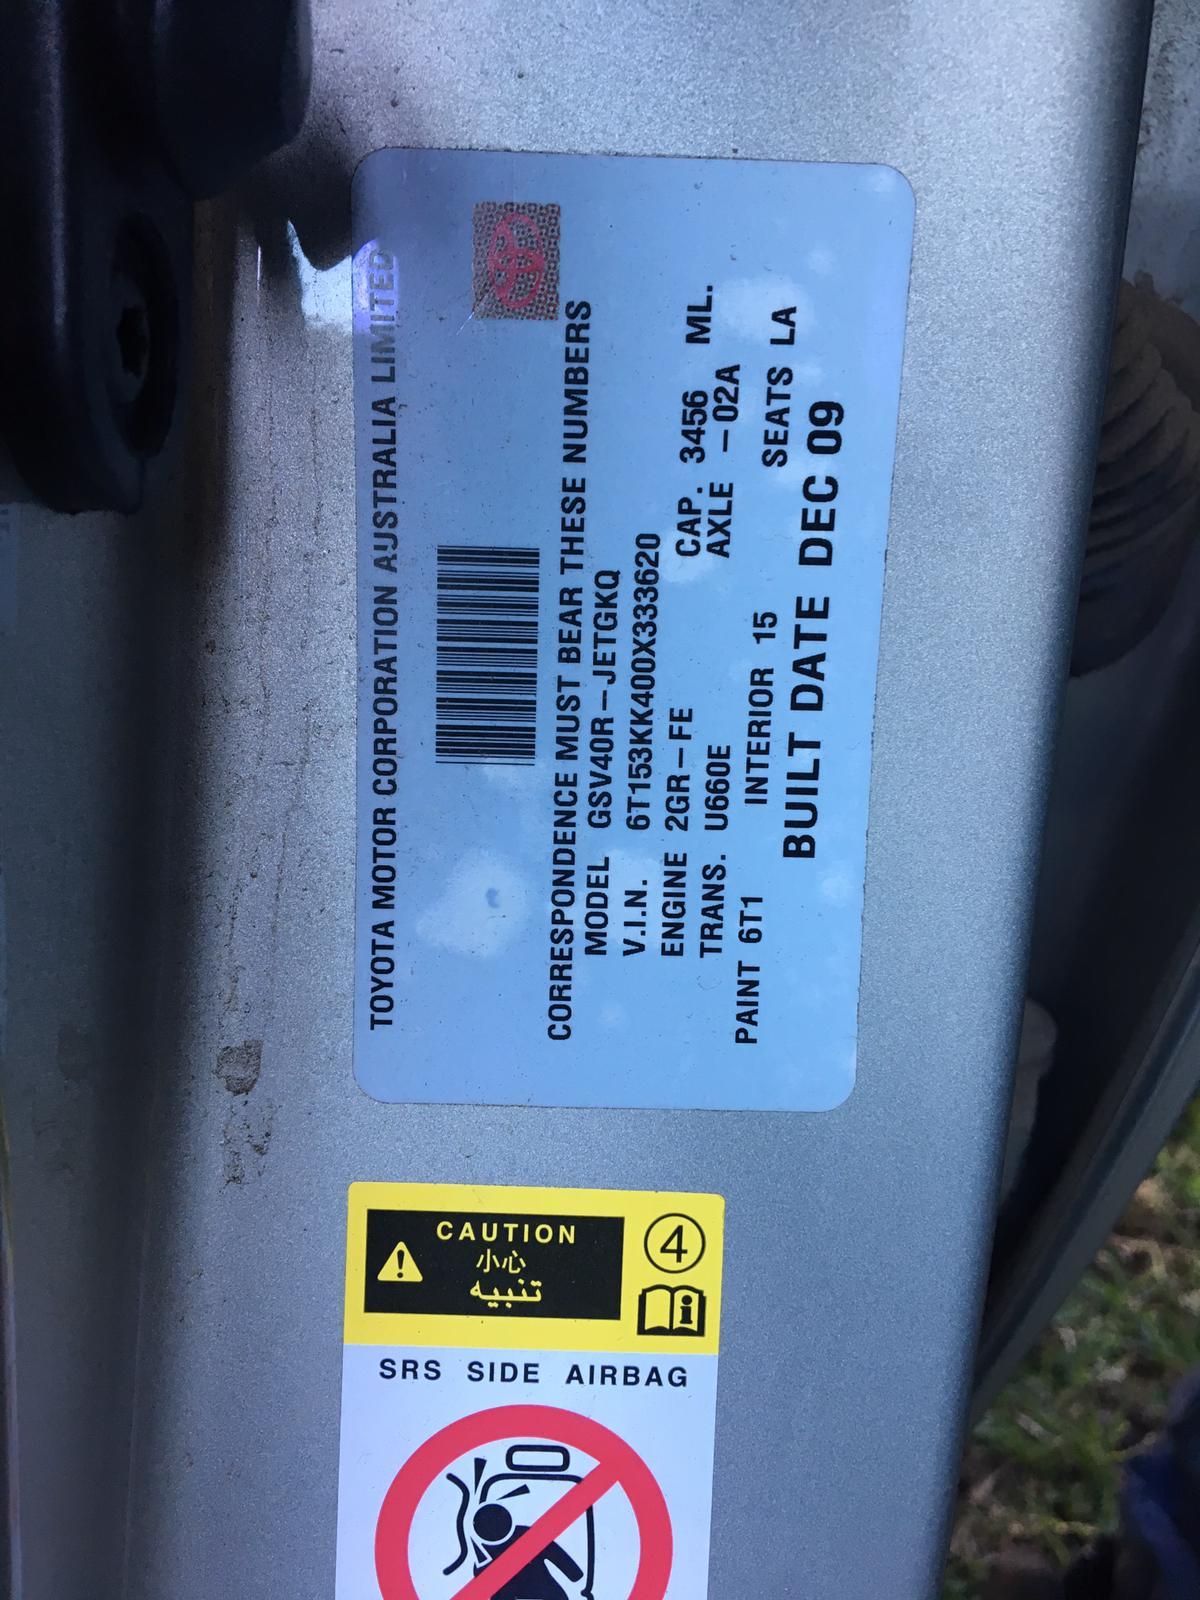 TOYOTA MOTOR CORPORATION AUSTRALIA LIMITED
CORRESPONDENCE MUST BEAR THESE NUMBERS
MODEL GSV40R-JETGKQ
V.I.N. 6T153KK400X333620
ENGINE 2GR-FE CAP. 3456 ML.
TRANS. U660E AXLE -02A
PAINT 6T1 INTERIOR 15 SEATS LA
BUILT DATE DEC 09
CAUTION
小心
تنبيه
4
i
SRS SIDE AIRBAG